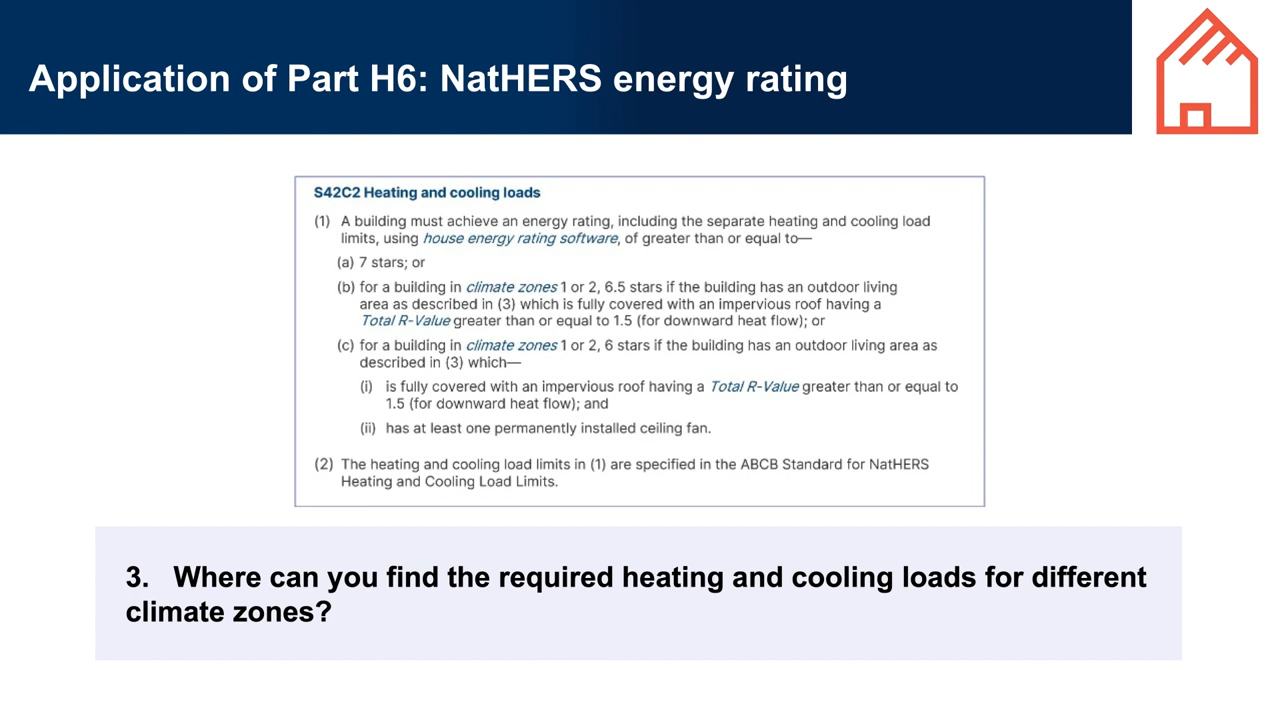 Application of Part H6: NatHERS energy rating
S42C2 Heating and cooling loads
(1) A building must achieve an energy rating, including the separate heating and cooling load
limits, using house energy rating software, of greater than or equal to—
(a) 7 stars; or
(b) for a building in climate zones 1 or 2, 6.5 stars if the building has an outdoor living
area as described in (3) which is fully covered with an impervious roof having a
Total R-Value greater than or equal to 1.5 (for downward heat flow); or
(c) for a building in climate zones 1 or 2, 6 stars if the building has an outdoor living area as
described in (3) which—
(i) is fully covered with an impervious roof having a Total R-Value greater than or equal to
1.5 (for downward heat flow); and
(ii) has at least one permanently installed ceiling fan.
(2) The heating and cooling load limits in (1) are specified in the ABCB Standard for NatHERS
Heating and Cooling Load Limits.
3. Where can you find the required heating and cooling loads for different
climate zones?